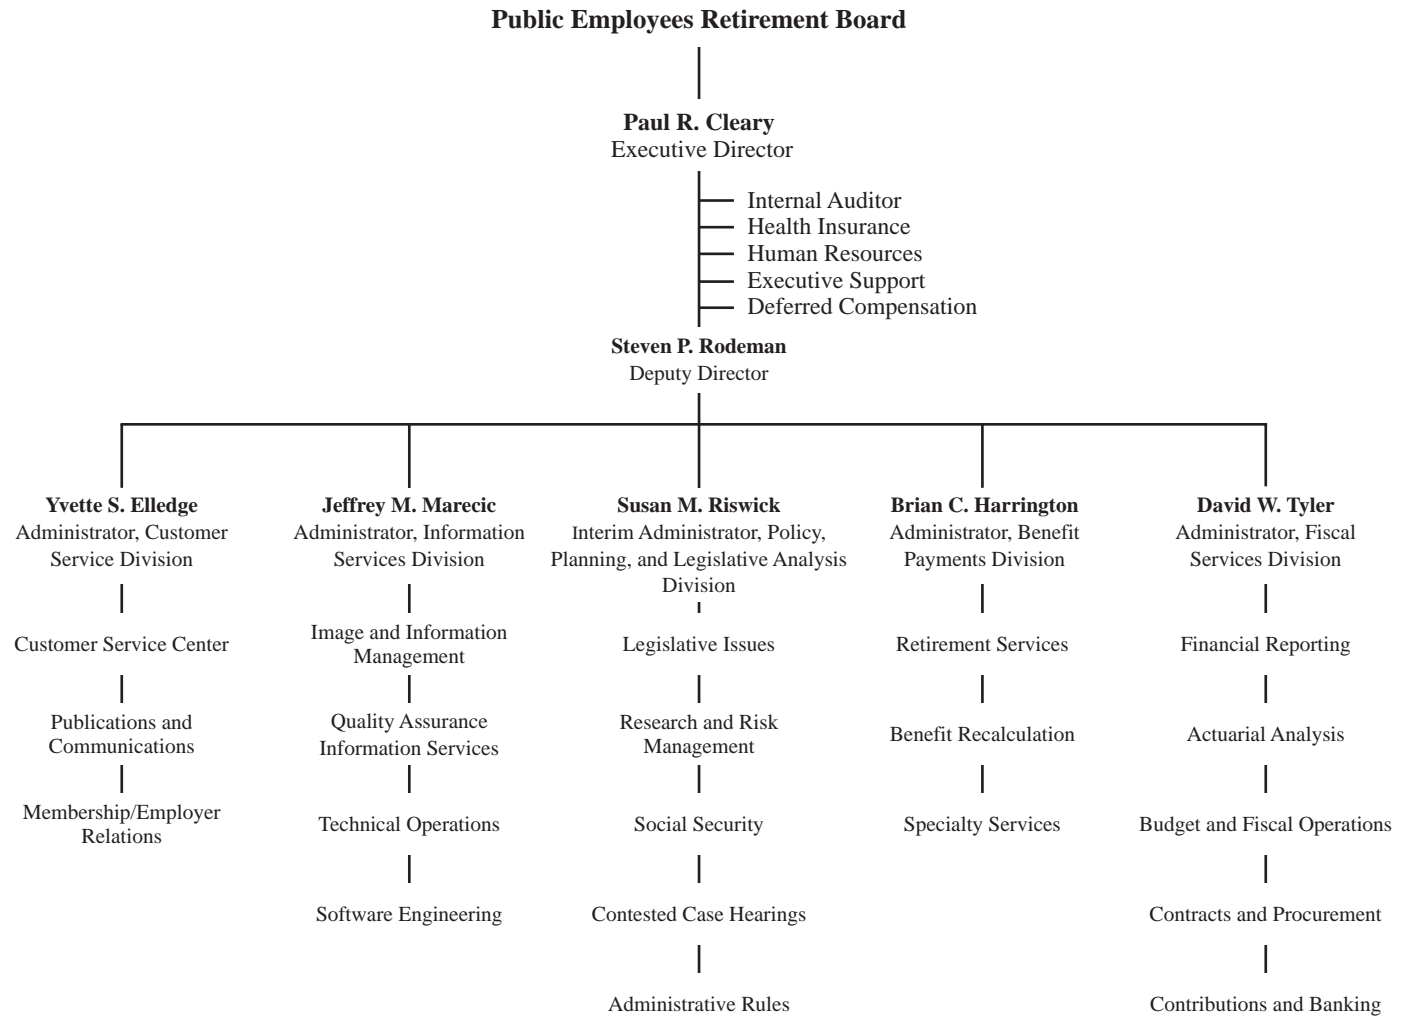 Public Employees Retirement Board
Paul R. Cleary
Executive Director
Internal Auditor
Health Insurance
Human Resources
Executive Support
Deferred Compensation
Steven P. Rodeman
Deputy Director
Yvette S. Elledge
Administrator, Customer
Service Division
Customer Service Center
Publications and
Communications
Membership/Employer
Relations
Jeffrey M. Marecic
Administrator, Information
Services Division
Image and Information
Management
Quality Assurance
Information Services
Technical Operations
Software Engineering
Susan M. Riswick
Interim Administrator, Policy,
Planning, and Legislative Analysis
Division
Legislative Issues
Research and Risk
Management
Social Security
Contested Case Hearings
Administrative Rules
Brian C. Harrington
Administrator, Benefit
Payments Division
Retirement Services
Benefit Recalculation
Specialty Services
David W. Tyler
Administrator, Fiscal
Services Division
Financial Reporting
Actuarial Analysis
Budget and Fiscal Operations
Contracts and Procurement
Contributions and Banking